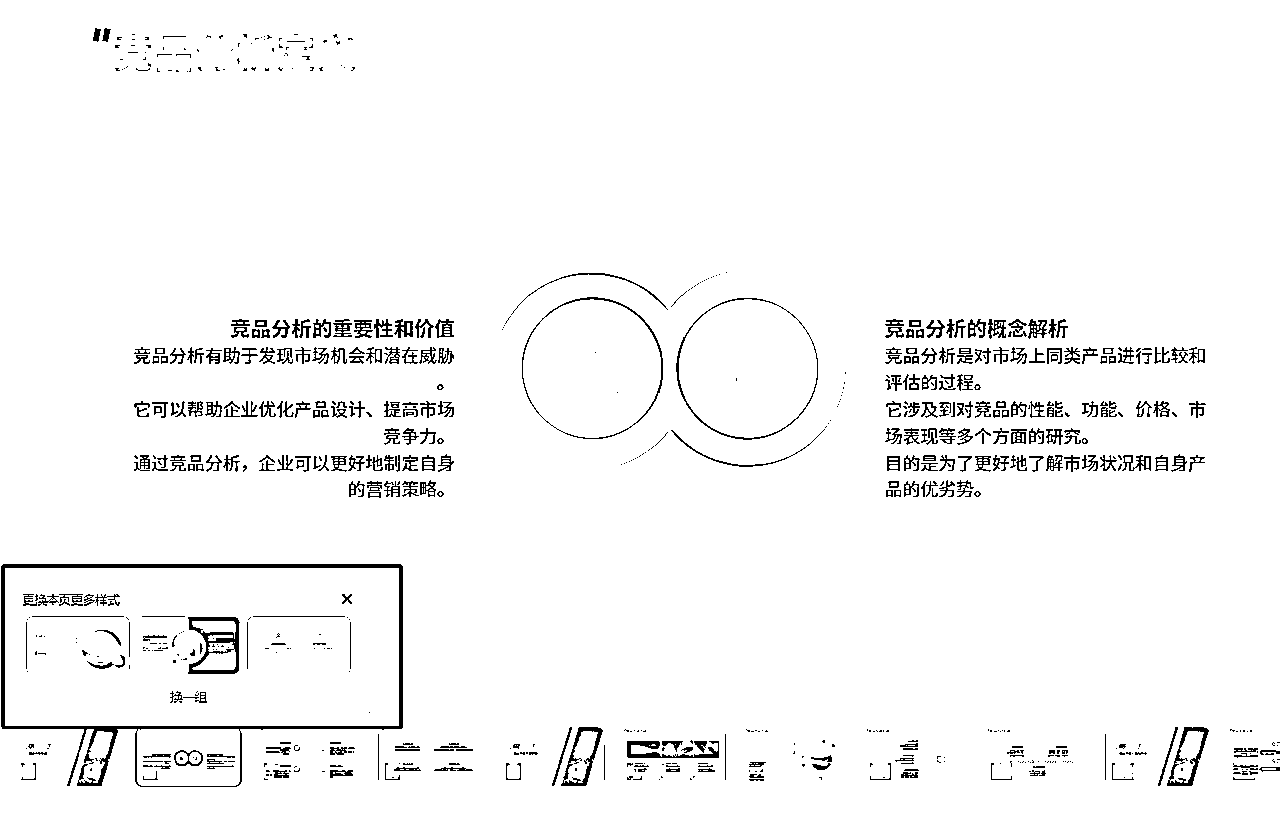 竞品分析定义
竞品分析的重要性和价值
竞品分析有助于发现市场机会和潜在威胁
。
它可以帮助企业优化产品设计、提高市场
竞争力。
通过竞品分析，企业可以更好地制定自身
的营销策略。
竞品分析的概念解析
竞品分析是对市场上同类产品进行比较和
评估的过程。
它涉及到对竞品的性能、功能、价格、市
场表现等多个方面的研究。
目的是为了更好地了解市场状况和自身产
品的优劣势。
更换本页更多样式
换一组